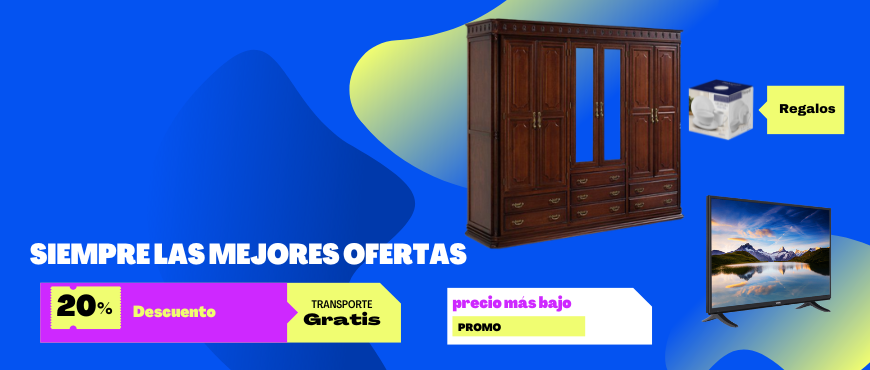 Regalos
SIEMPRE LAS MEJORES OFERTAS
20%
Descuento
TRANSPORTE
Gratis
precio más bajo
PROMO